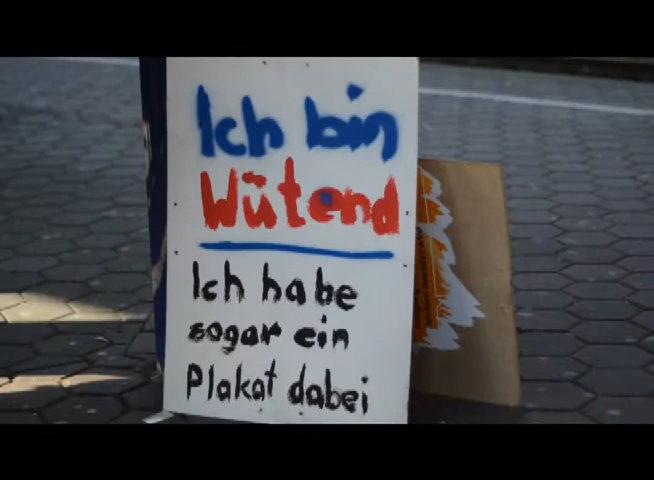 Ich bin
Wütend
Ich habe
sogar ein
Plakat dabei